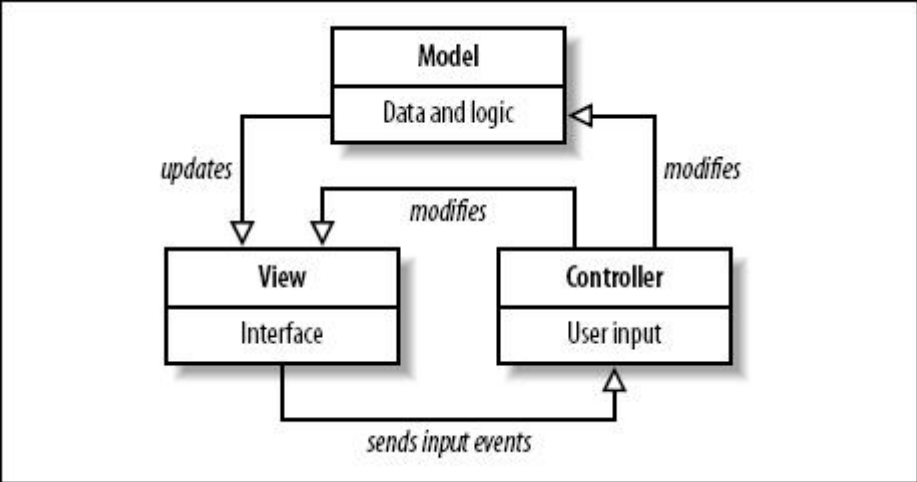 Model
Data and logic
updates
modifies
modifies
View
Controller
Interface
User input
sends input events